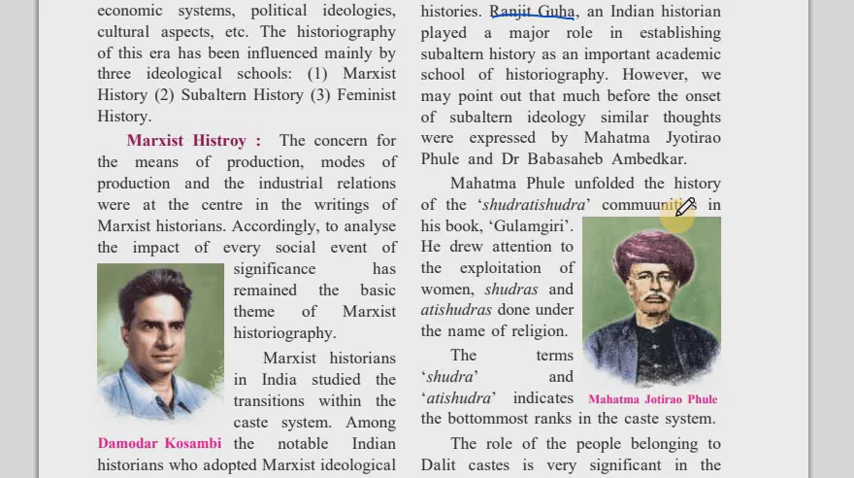 economic systems, political ideologies,
cultural aspects, etc. The historiography
of this era has been influenced mainly by
three ideological schools: (1) Marxist
History (2) Subaltern History (3) Feminist
History.
Marxist Histroy : The concern for
the means of production, modes of
production and the industrial relations
were at the centre in the writings of
Marxist historians. Accordingly, to analyse
the impact of every social event of
significance has
remained the basic
theme of Marxist
historiography.
Marxist historians
in India studied the
transitions within the
caste system. Among
Damodar Kosambi
the notable Indian
historians who adopted Marxist ideological
histories. Ranjit Guha, an Indian historian
played a major role in establishing
subaltern history as an important academic
school of historiography. However, we
may point out that much before the onset
of subaltern ideology similar thoughts
were expressed by Mahatma Jyotirao
Phule and Dr Babasaheb Ambedkar.
Mahatma Phule unfolded the history
of the ‘shudratishudra’ commuunities in
his book, ‘Gulamgiri’.
He drew attention to
the exploitation of
women, shudras and
atishudras done under
the name of religion.
The terms
‘shudra’ and
‘atishudra’ indicates
Mahatma Jotirao Phule
the bottommost ranks in the caste system.
The role of the people belonging to
Dalit castes is very significant in the